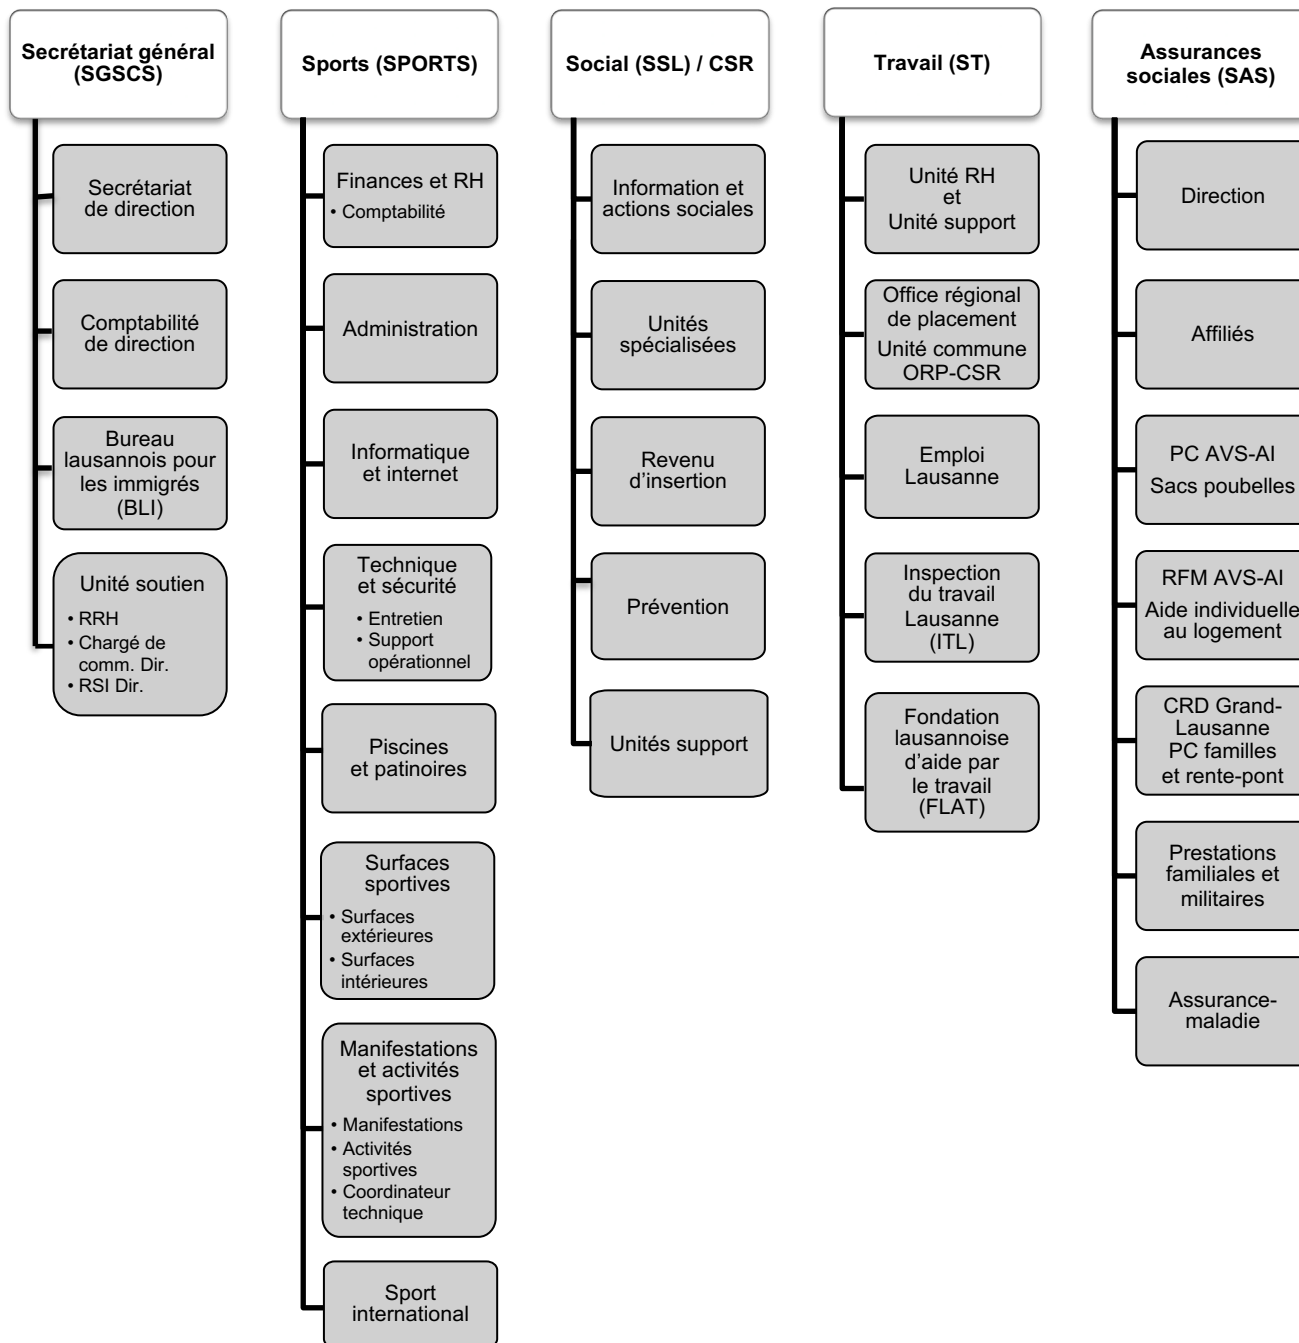 Secrétariat général
(SGSCS)
Secrétariat
de direction
Comptabilité
de direction
Bureau
lausannois pour
les immigrés
(BLI)
Unité soutien
• RRH
• Chargé de
comm. Dir.
• RSI Dir.
Sports (SPORTS)
Finances et RH
• Comptabilité
Administration
Informatique
et internet
Technique
et sécurité
• Entretien
• Support
opérationnel
Piscines
et patinoires
Surfaces
sportives
• Surfaces
extérieures
• Surfaces
intérieures
Manifestations
et activités
sportives
• Manifestations
• Activités
sportives
• Coordinateur
technique
Sport
international
Social (SSL) / CSR
Information et
actions sociales
Unités
spécialisées
Revenu
d’insertion
Prévention
Unités support
Travail (ST)
Unité RH
et
Unité support
Office régional
de placement
Unité commune
ORP-CSR
Emploi
Lausanne
Inspection
du travail
Lausanne
(ITL)
Fondation
lausannoise
d’aide par
le travail
(FLAT)
Assurances
sociales (SAS)
Direction
Affiliés
PC AVS-AI
Sacs poubelles
RFM AVS-AI
Aide individuelle
au logement
CRD Grand-
Lausanne
PC familles
et rente-pont
Prestations
familiales et
militaires
Assurance-
maladie